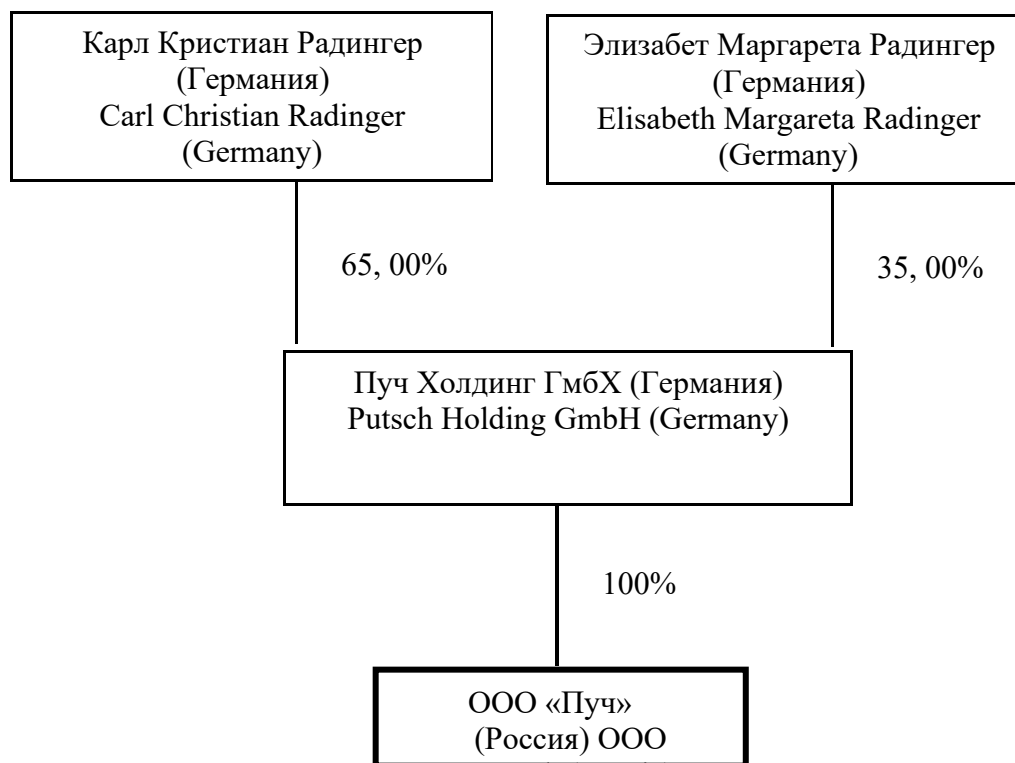 Карл Кристиан Радингер
(Германия)
Carl Christian Radinger
(Germany)
Элизабет Маргарета Радингер
(Германия)
Elisabeth Margareta Radinger
(Germany)
65, 00%
35, 00%
Пуч Холдинг ГмбХ (Германия)
Putsch Holding GmbH (Germany)
100%
ООО «Пуч»
(Россия) ООО